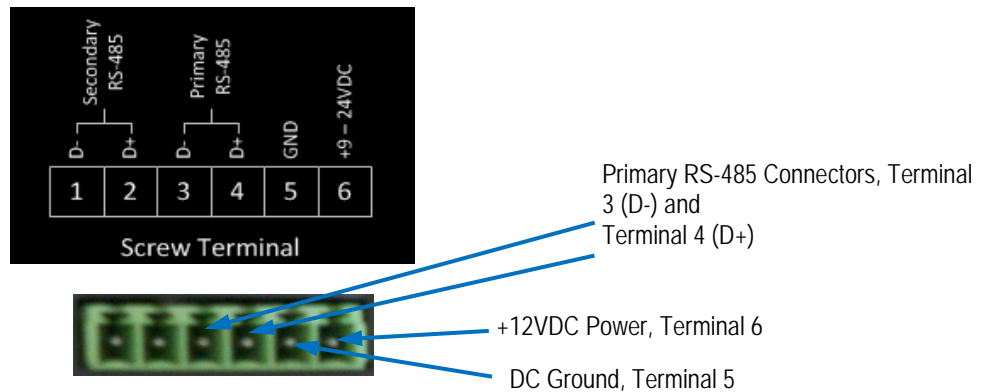 Secondary
RS-485
Primary
RS-485
D-
D+
D-
D+
GND
+9 – 24VDC
1 2 3 4 5 6
Screw Terminal
Primary RS-485 Connectors, Terminal
3 (D-) and
Terminal 4 (D+)
+12VDC Power, Terminal 6
DC Ground, Terminal 5